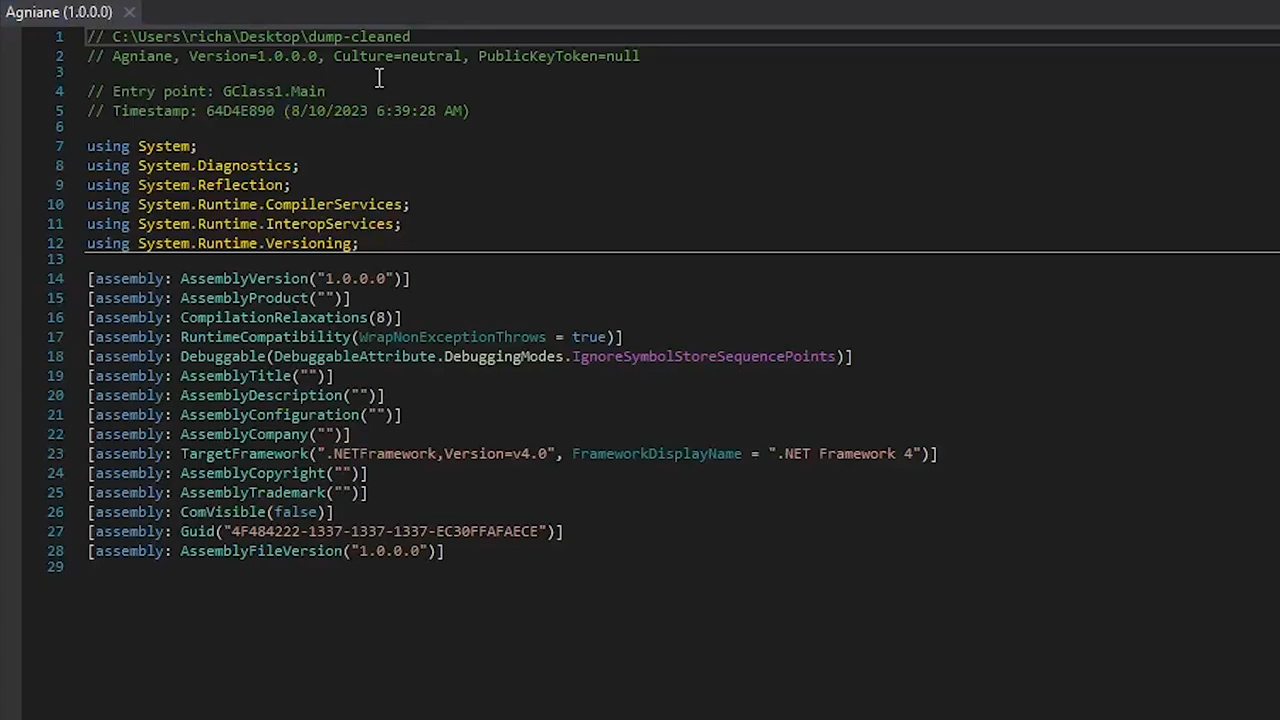 Agniane (1.0.0.0)
1 // C:\Users\richa\Desktop\dump-cleaned
2 // Agniane, Version=1.0.0.0, Culture=neutral, PublicKeyToken=null
3
4 // Entry point: GClass1.Main
5 // Timestamp: 64D4E890 (8/10/2023 6:39:28 AM)
6
7 using System;
8 using System.Diagnostics;
9 using System.Reflection;
10 using System.Runtime.CompilerServices;
11 using System.Runtime.InteropServices;
12 using System.Runtime.Versioning;
13
14 [assembly: AssemblyVersion("1.0.0.0")]
15 [assembly: AssemblyProduct("")]
16 [assembly: CompilationRelaxations(8)]
17 [assembly: RuntimeCompatibility(WrapNonExceptionThrows = true)]
18 [assembly: Debuggable(DebuggableAttribute.DebuggingModes.IgnoreSymbolStoreSequencePoints)]
19 [assembly: AssemblyTitle("")]
20 [assembly: AssemblyDescription("")]
21 [assembly: AssemblyConfiguration("")]
22 [assembly: AssemblyCompany("")]
23 [assembly: TargetFramework(".NETFramework,Version=v4.0", FrameworkDisplayName = ".NET Framework 4")]
24 [assembly: AssemblyCopyright("")]
25 [assembly: AssemblyTrademark("")]
26 [assembly: ComVisible(false)]
27 [assembly: Guid("4F484222-1337-1337-1337-EC30FFAFAECE")]
28 [assembly: AssemblyFileVersion("1.0.0.0")]
29